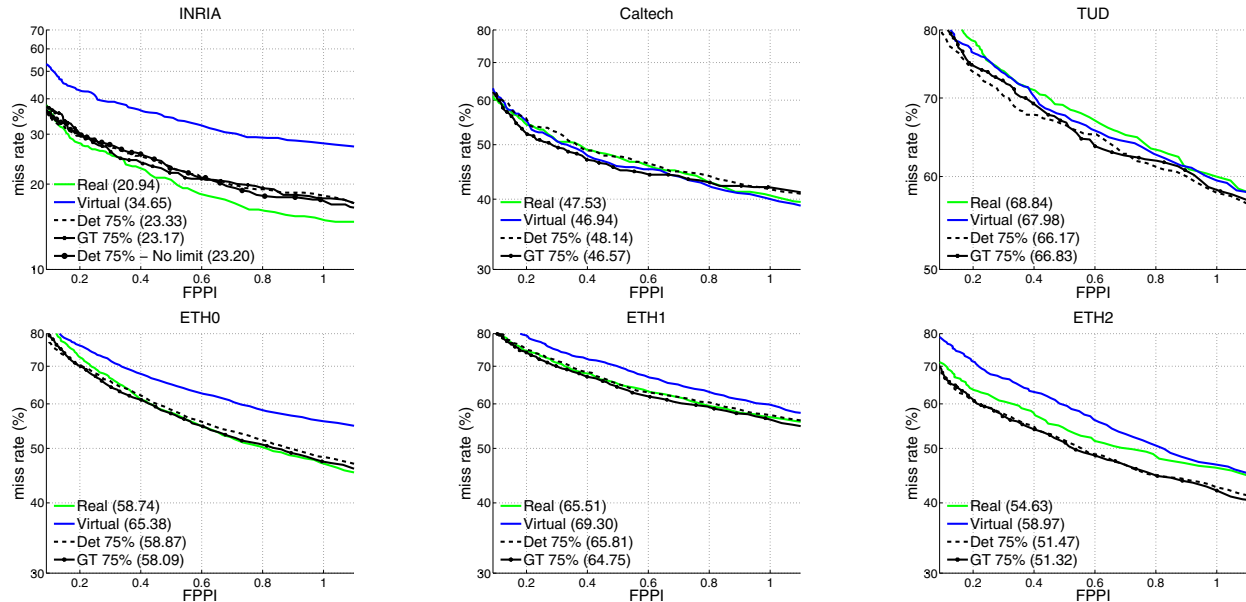 INRIA
70
60
50
40
30
20
10
miss rate (%)
Real (20.94)
Virtual (34.65)
Det 75% (23.33)
GT 75% (23.17)
Det 75% – No limit (23.20)
0.2 0.4 0.6 0.8 1
FPPI
Caltech
80
70
60
50
40
30
miss rate (%)
Real (47.53)
Virtual (46.94)
Det 75% (48.14)
GT 75% (46.57)
0.2 0.4 0.6 0.8 1
FPPI
TUD
80
70
60
50
miss rate (%)
Real (68.84)
Virtual (67.98)
Det 75% (66.17)
GT 75% (66.83)
0.2 0.4 0.6 0.8 1
FPPI
ETH0
80
70
60
50
40
30
miss rate (%)
Real (58.74)
Virtual (65.38)
Det 75% (58.87)
GT 75% (58.09)
0.2 0.4 0.6 0.8 1
FPPI
ETH1
80
70
60
50
40
30
miss rate (%)
Real (65.51)
Virtual (69.30)
Det 75% (65.81)
GT 75% (64.75)
0.2 0.4 0.6 0.8 1
FPPI
ETH2
80
70
60
50
40
30
miss rate (%)
Real (54.63)
Virtual (58.97)
Det 75% (51.47)
GT 75% (51.32)
0.2 0.4 0.6 0.8 1
FPPI